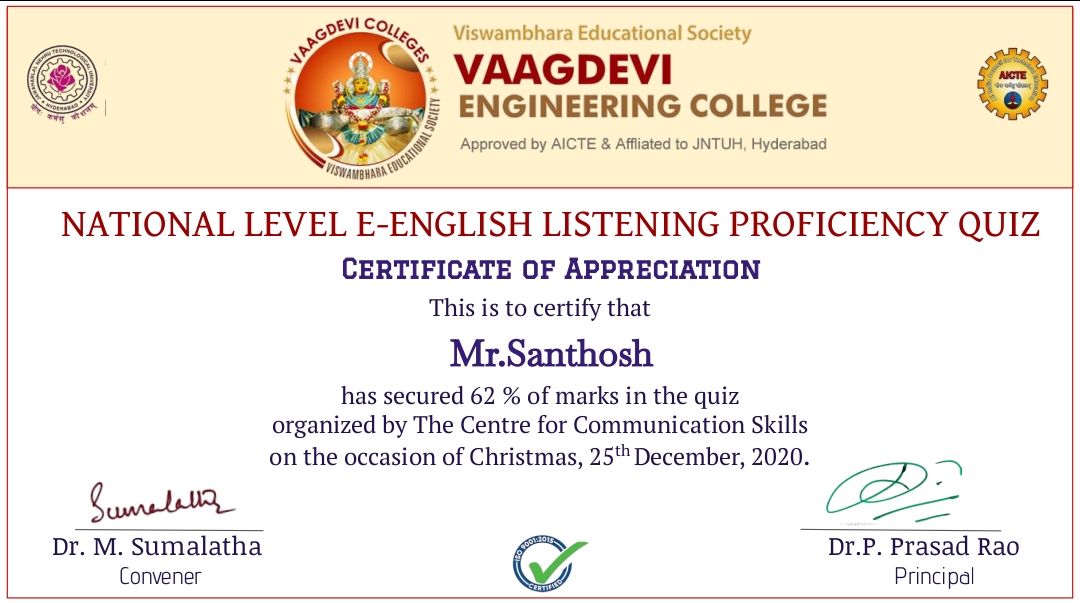 VAAGDEVI COLLEGES
VISWAMBHARA EDUCATIONAL SOCIETY
Viswambhara Educational Society
VAAGDEVI
ENGINEERING COLLEGE
Approved by AICTE & Affliated to JNTUH, Hyderabad
AICTE
NATIONAL LEVEL E-ENGLISH LISTENING PROFICIENCY QUIZ
Certificate of Appreciation
This is to certify that
Mr.Santhosh
has secured 62 % of marks in the quiz
organized by The Centre for Communication Skills
on the occasion of Christmas, 25th December, 2020.
Sumalatha
Dr. M. Sumalatha
Convener
ISO 9001:2015
CERTIFIED
Dr.P. Prasad Rao
Principal